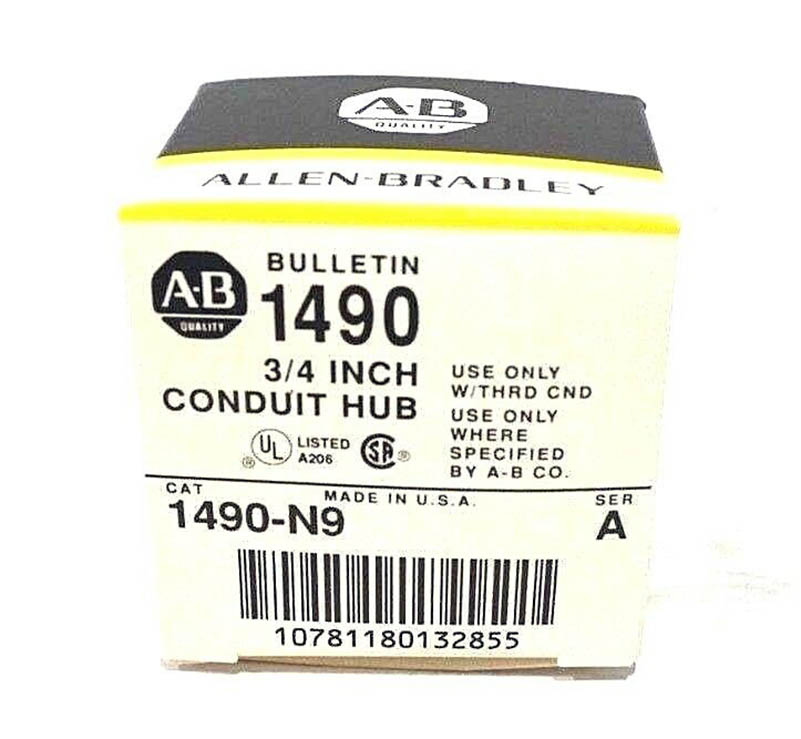 A-B
QUALITY
ALLEN-BRADLEY
A-B
QUALITY
BULLETIN
1490
3/4 INCH
CONDUIT HUB
USE ONLY
W/THRD CND
USE ONLY
WHERE
SPECIFIED
BY A-B CO.
® UL LISTED
A206
SA ®
CAT
1490-N9
MADE IN U.S.A.
SER
A
10781180132855